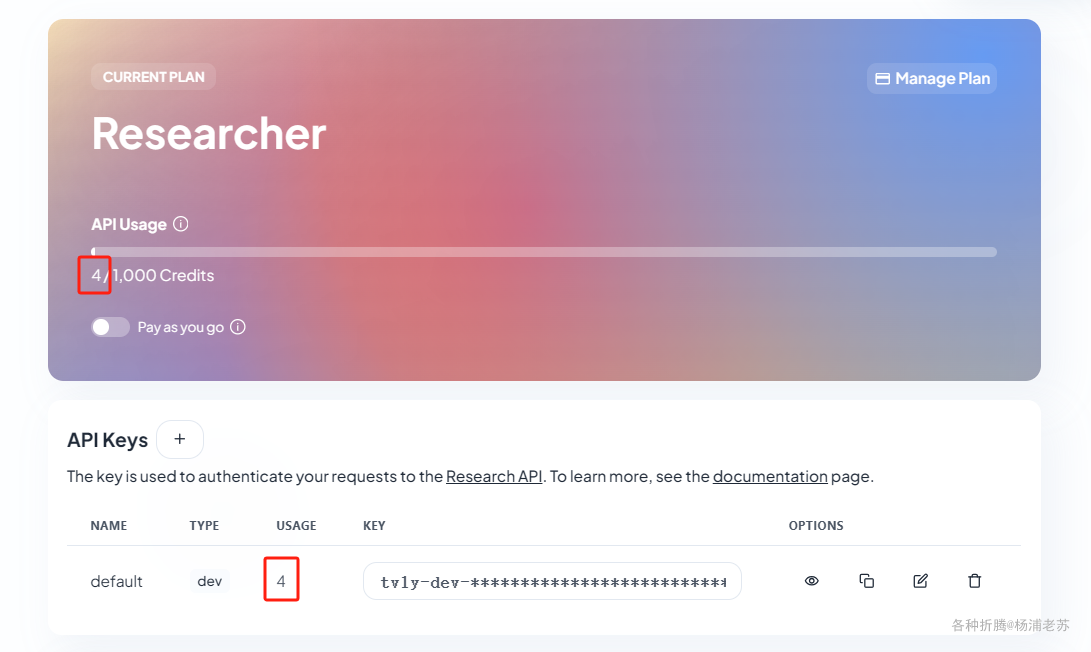 CURRENT PLAN
Manage Plan
Researcher
API Usage
4/1,000 Credits
Pay as you go
API Keys +
The key is used to authenticate your requests to the Research API. To learn more, see the documentation page.
NAME TYPE USAGE KEY OPTIONS
default dev 4 tvly-dev-**************************
各种折腾@杨浦老苏